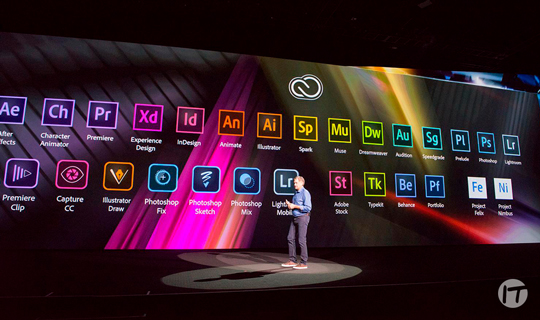 Ae Ch Pr Xd Id An Ai Sp Mu Dw Au Sg Pl Ps Lr
After Effects
Character Animator
Premiere
Experience Design
InDesign
Animate
Illustrator
Spark
Muse
Dreamweaver
Audition
Speedgrade
Prelude
Photoshop
Lightroom
Lr St Tk Be Pf Fe Ni
Premiere Clip
Capture CC
Illustrator Draw
Photoshop Fix
Photoshop Sketch
Photoshop Mix
Mobile
Adobe Stock
Typekit
Behance
Portfolio
Project Felix
Project Nimbus
IT